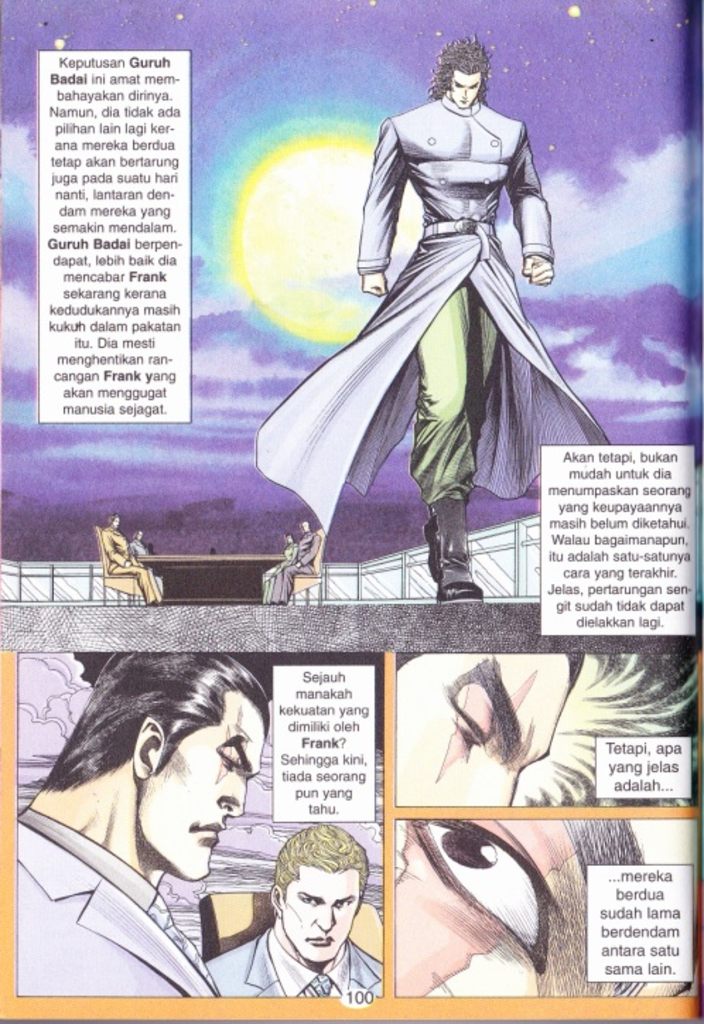 Keputusan Guruh
Badai ini amat mem-
bahayakan dirinya.
Namun, dia tidak ada
pilihan lain lagi ker-
ana mereka berdua
tetap akan bertarung
juga pada suatu hari
nanti, lantaran den-
dam mereka yang
semakin mendalam.
Guruh Badai berpen-
dapat, lebih baik dia
mencabar Frank
sekarang kerana
kedudukannya masih
kukuh dalam pakatan
itu. Dia mesti
menghentikan ran-
cangan Frank yang
akan menggugat
manusia sejagat.
Akan tetapi, bukan
mudah untuk dia
menumpaskan seorang
yang keupayaannya
masih belum diketahui.
Walau bagaimanapun,
itu adalah satu-satunya
cara yang terakhir.
Jelas, pertarungan sen-
git sudah tidak dapat
dielakkan lagi.
Sejauh
manakah
kekuatan yang
dimiliki oleh
Frank?
Sehingga kini,
tiada seorang
pun yang
tahu.
Tetapi, apa
yang jelas
adalah...
...mereka
berdua
sudah lama
berdendam
antara satu
sama lain.
100